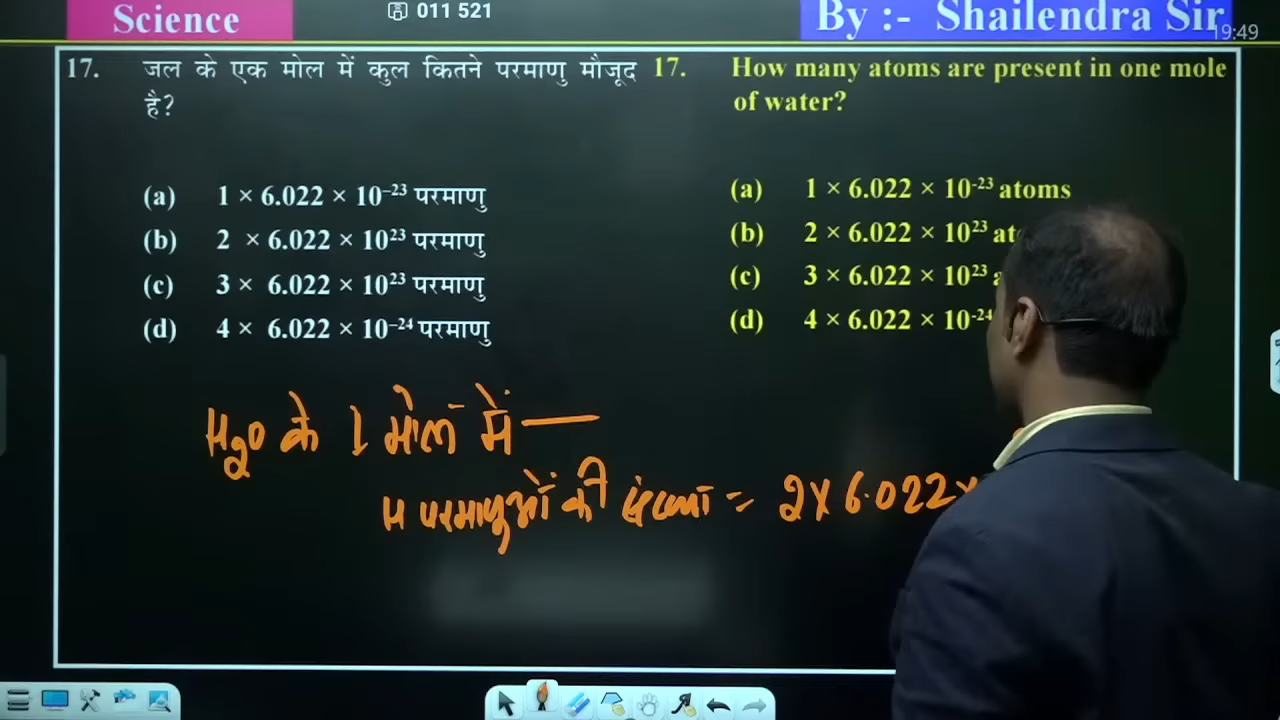 Science
011 521
By :- Shailendra Sir
19:49
17. जल के एक मोल में कुल कितने परमाणु मौजूद
है?
(a) 1 × 6.022 × 10⁻²³ परमाणु
(b) 2 × 6.022 × 10²³ परमाणु
(c) 3 × 6.022 × 10²³ परमाणु
(d) 4 × 6.022 × 10⁻²⁴ परमाणु
17. How many atoms are present in one mole
of water?
(a) 1 × 6.022 × 10⁻²³ atoms
(b) 2 × 6.022 × 10²³
(c) 3 × 6.022 × 10²³
(d) 4 × 6.022 × 10⁻²⁴
H₂O के 1 मोल में —
H परमाणुओं की संख्या = 2 × 6.022 ×